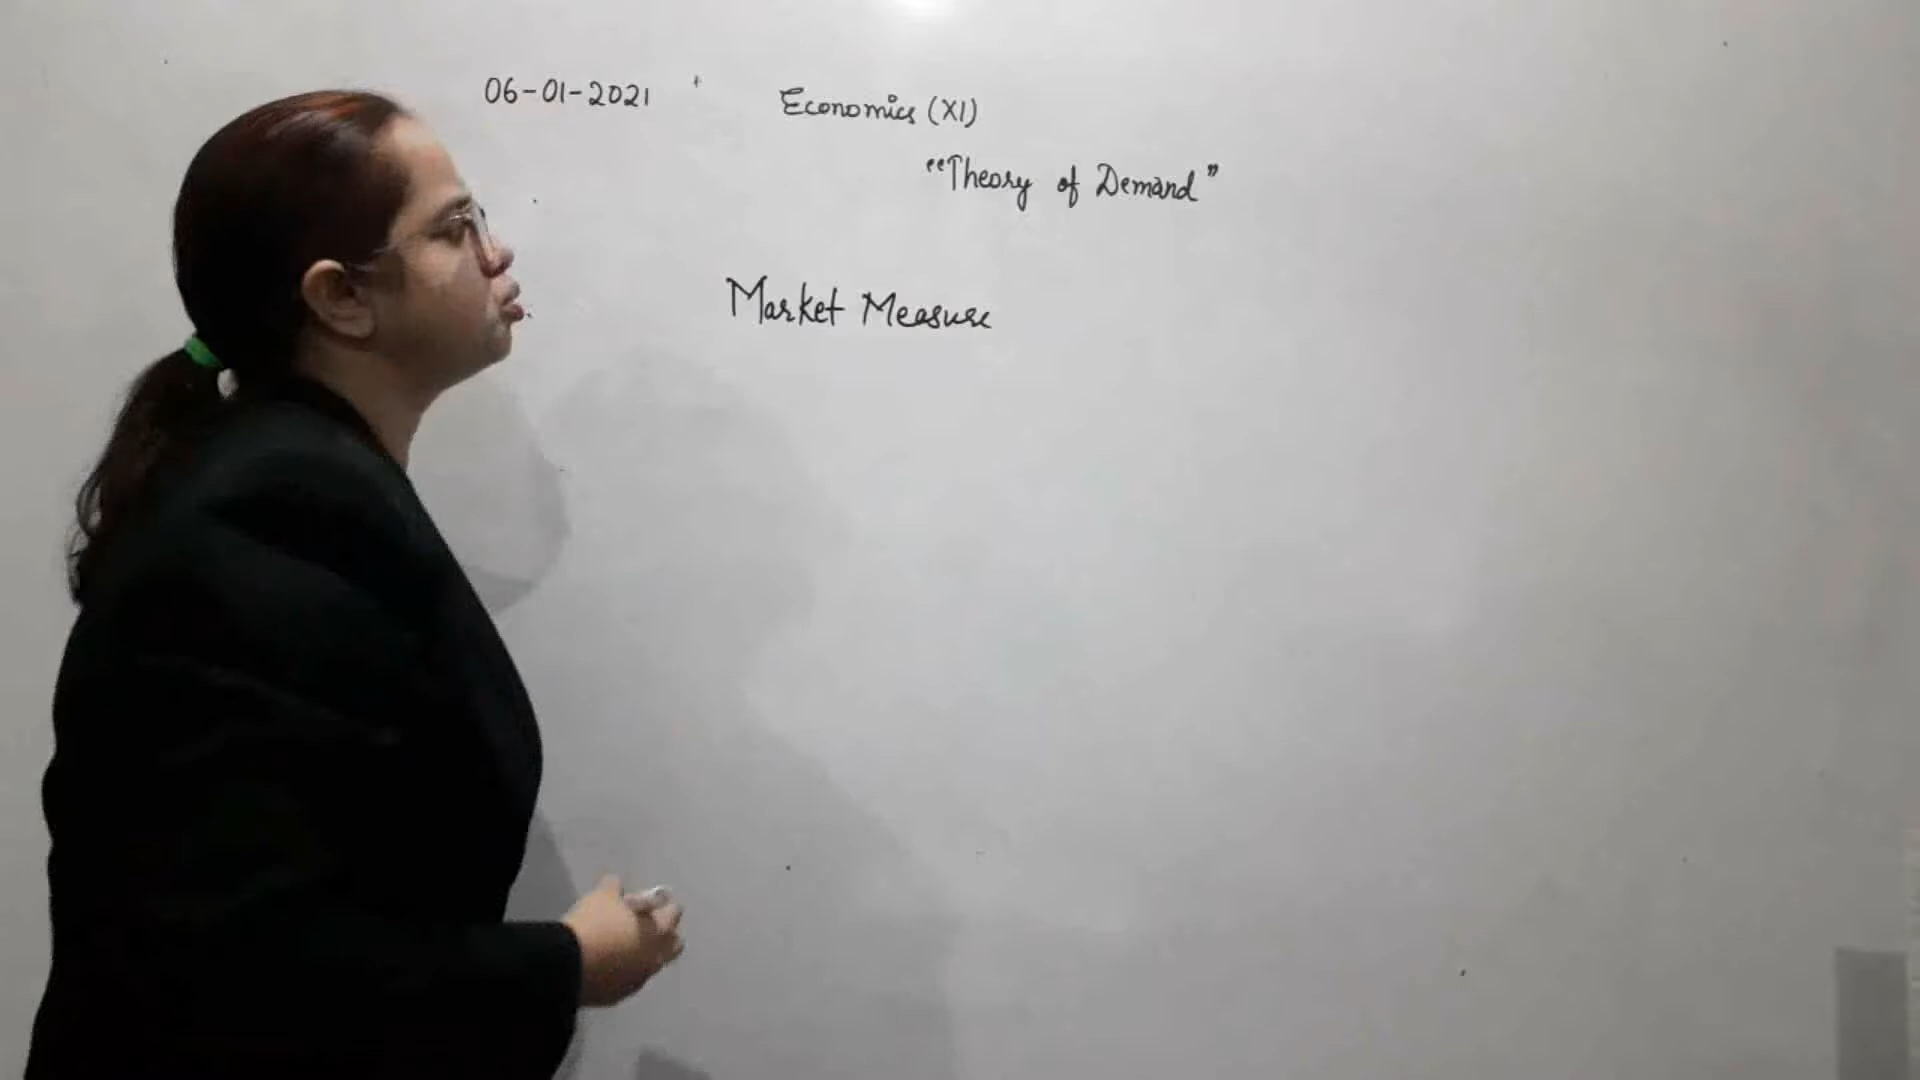 06-01-2021
Economics (XI)
"Theory of Demand"
Market Measure